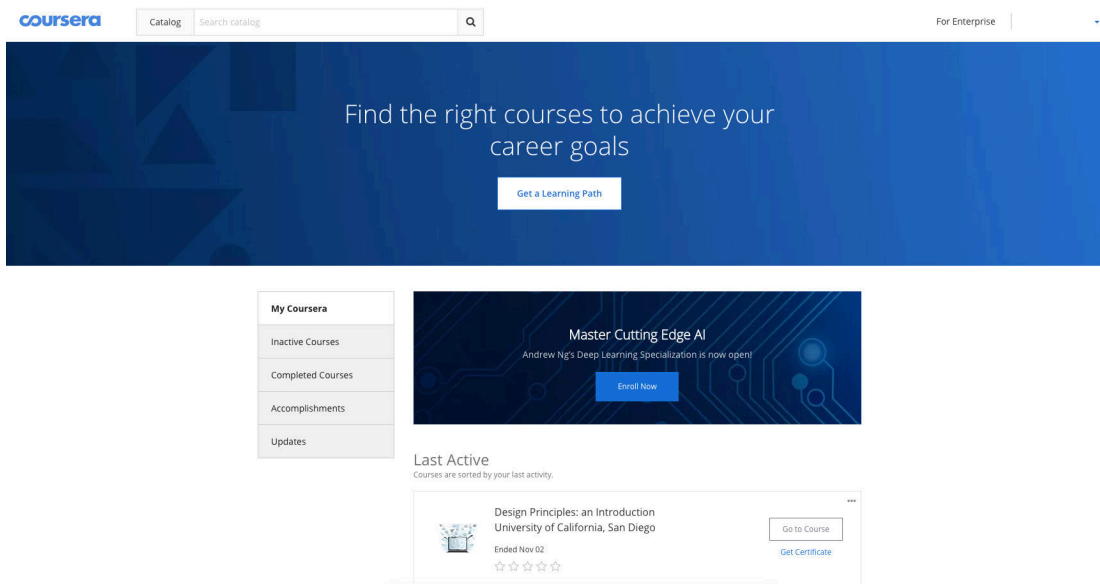 coursera
Catalog
Search catalog
For Enterprise
Find the right courses to achieve your
career goals
Get a Learning Path
My Coursera
Inactive Courses
Completed Courses
Accomplishments
Updates
Master Cutting Edge AI
Andrew Ng's Deep Learning Specialization is now open!
Enroll Now
Last Active
Courses are sorted by your last activity.
Design Principles: an Introduction
University of California, San Diego
Ended Nov 02
Go to Course
Get Certificate